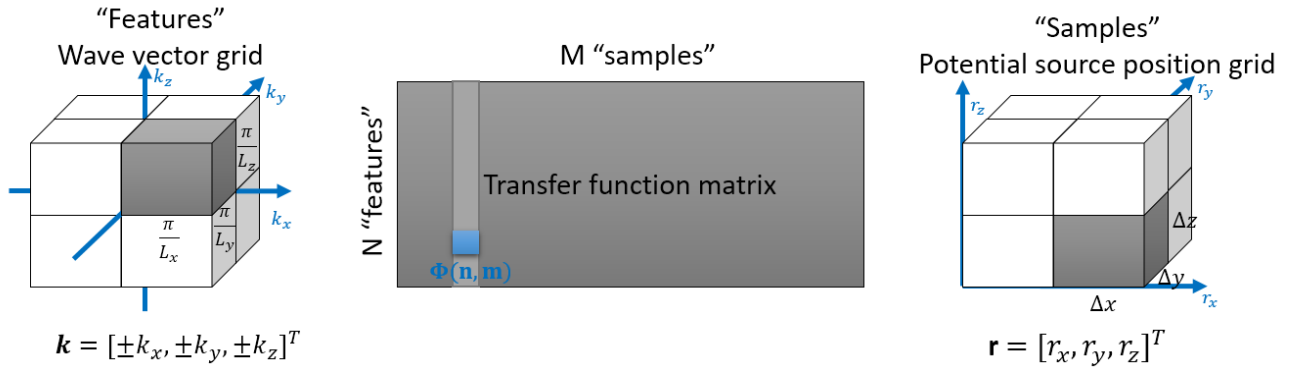 “Features”
Wave vector grid
k_z
k_y
π/L_z
k_x
π/L_y
π/L_x
𝒌 = [±k_x, ±k_y, ±k_z]^T
M “samples”
N “features”
Transfer function matrix
Φ(n, m)
“Samples”
Potential source position grid
r_y
r_z
Δz
Δy
r_x
Δx
r = [r_x, r_y, r_z]^T